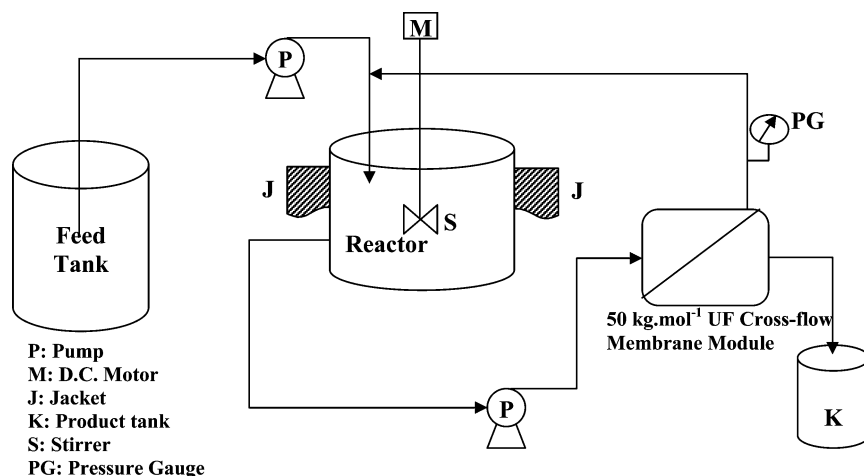 M
P
PG
J
J
S
Reactor
Feed
Tank
50 kg.mol⁻¹ UF Cross-flow
Membrane Module
P
K
P: Pump
M: D.C. Motor
J: Jacket
K: Product tank
S: Stirrer
PG: Pressure Gauge